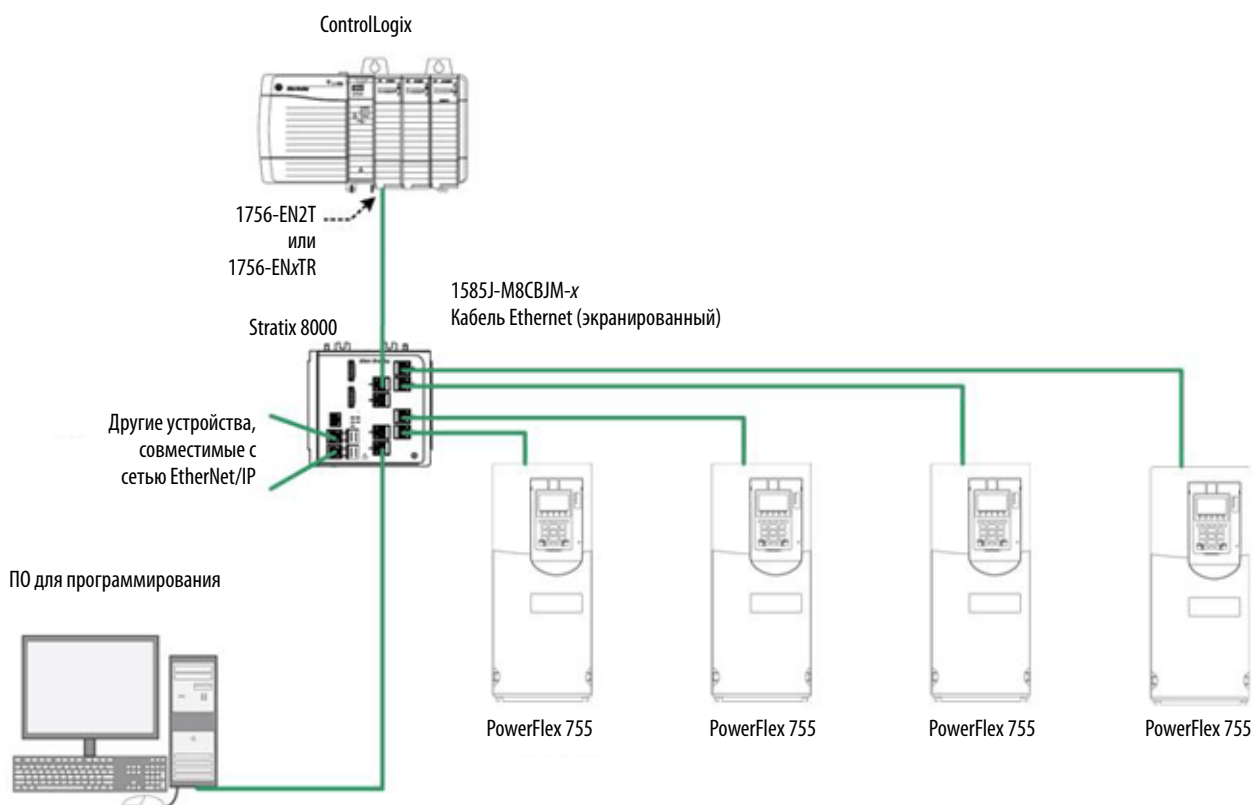 ControlLogix
1756-EN2T
или
1756-ENxTR
1585J-M8CBJM-x
Кабель Ethernet (экранированный)
Stratix 8000
Другие устройства,
совместимые с
сетью EtherNet/IP
ПО для программирования
PowerFlex 755
PowerFlex 755
PowerFlex 755
PowerFlex 755